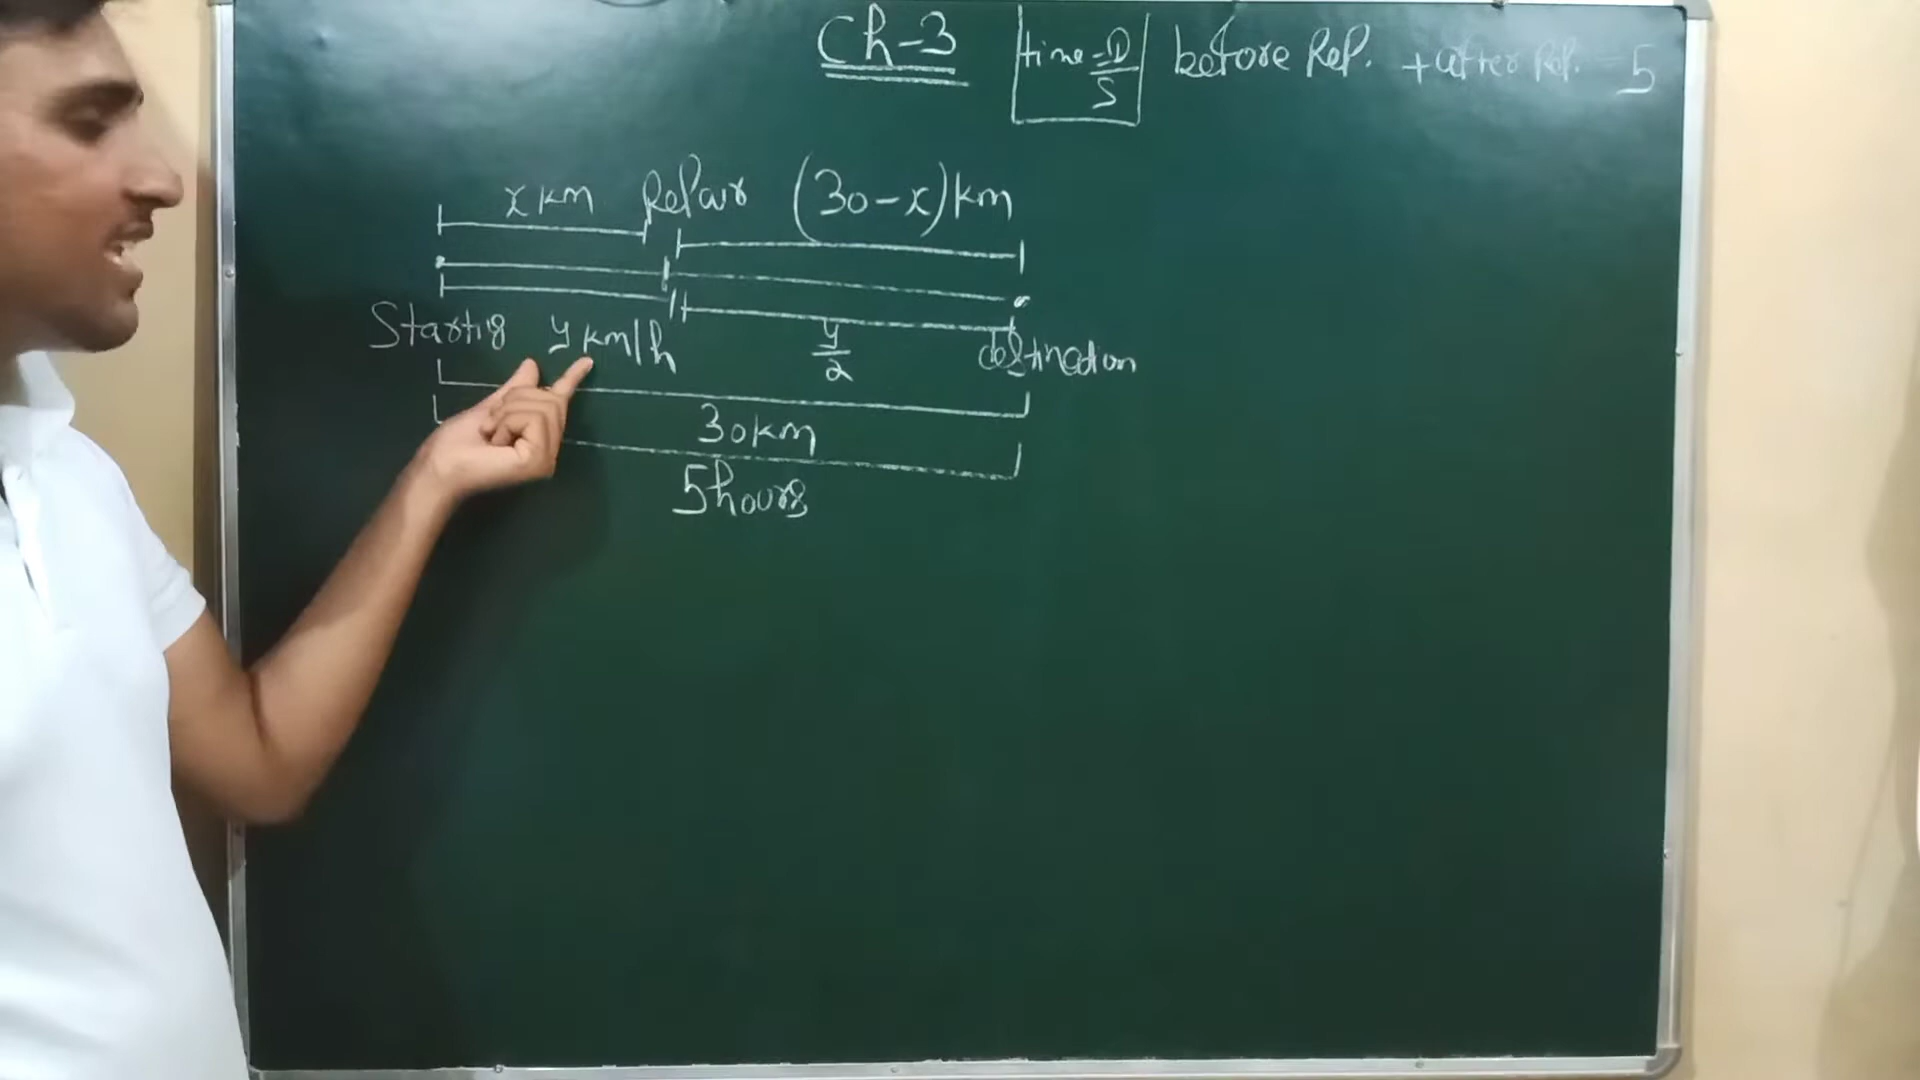 Ch-3
time = D/S
before Rep. + after Rep. = 5
x km Repair (30-x) km
Starting y km/h y/2 destination
30 km
5 hours